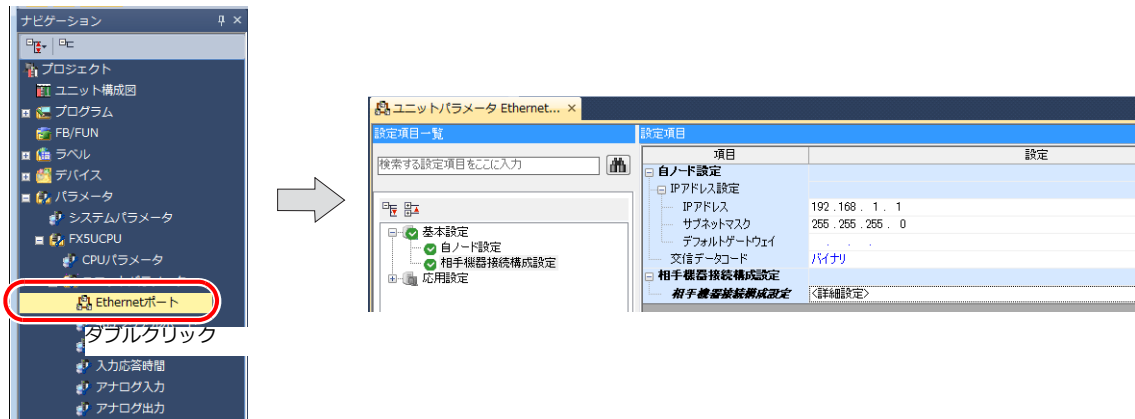 ナビゲーション
プロジェクト
ユニット構成図
プログラム
FB/FUN
ラベル
デバイス
パラメータ
システムパラメータ
FX5UCPU
CPUパラメータ
Ethernetポート
ダブルクリック
入力応答時間
アナログ入力
アナログ出力
ユニットパラメータ Ethernet... ×
設定項目一覧
検索する設定項目をここに入力
基本設定
自ノード設定
相手機器接続構成設定
応用設定
設定項目
項目 設定
自ノード設定
IPアドレス設定
IPアドレス 192 . 168 . 1 . 1
サブネットマスク 255 . 255 . 255 . 0
デフォルトゲートウェイ . . .
交信データコード バイナリ
相手機器接続構成設定
相手機器接続構成設定 <詳細設定>